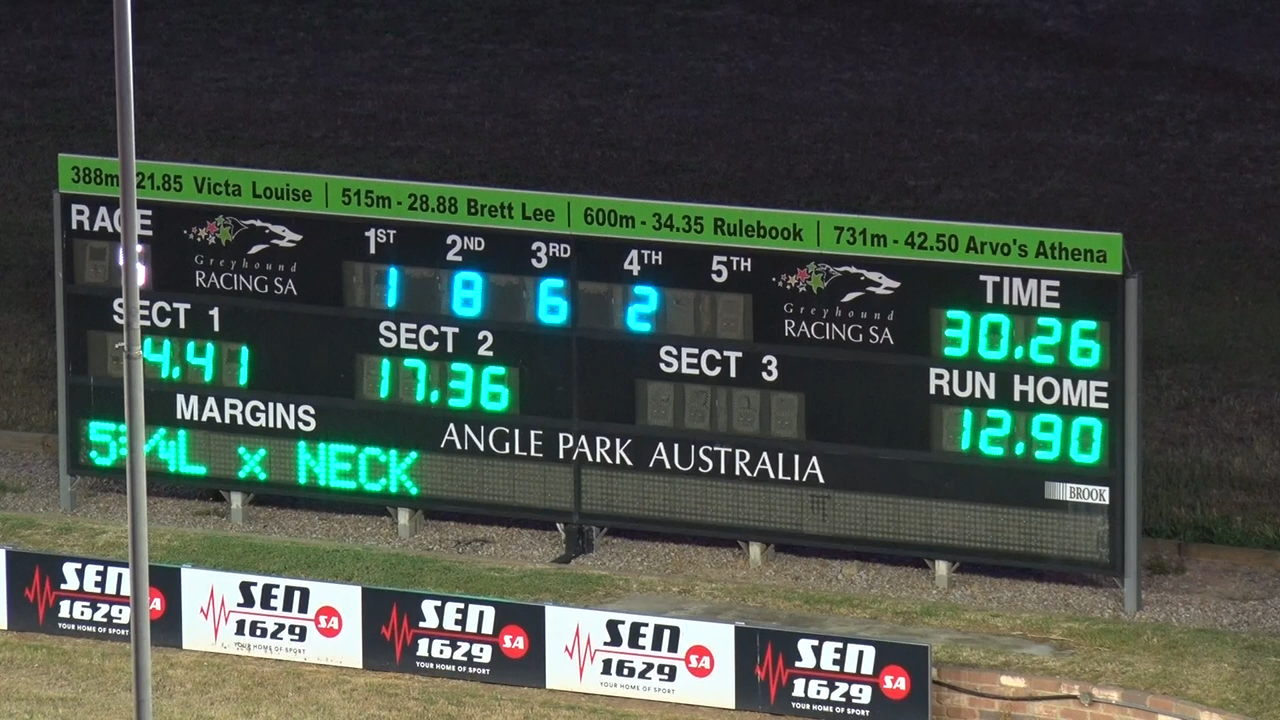 388m 21.85 Victa Louise | 515m - 28.88 Brett Lee | 600m - 34.35 Rulebook | 731m - 42.50 Arvo's Athena
RACE
Greyhound
RACING SA
1ST 2ND 3RD 4TH 5TH
1 8 6 2
Greyhound
RACING SA
TIME
30.26
SECT 1
4.41
SECT 2
17.36
SECT 3
RUN HOME
12.90
MARGINS
5¾L x NECK
ANGLE PARK AUSTRALIA
BROOK
SEN
1629 SA
YOUR HOME OF SPORT
SEN
1629 SA
YOUR HOME OF SPORT
SEN
1629 SA
YOUR HOME OF SPORT
SEN
1629 SA
YOUR HOME OF SPORT
SEN
1629 SA
YOUR HOME OF SPORT